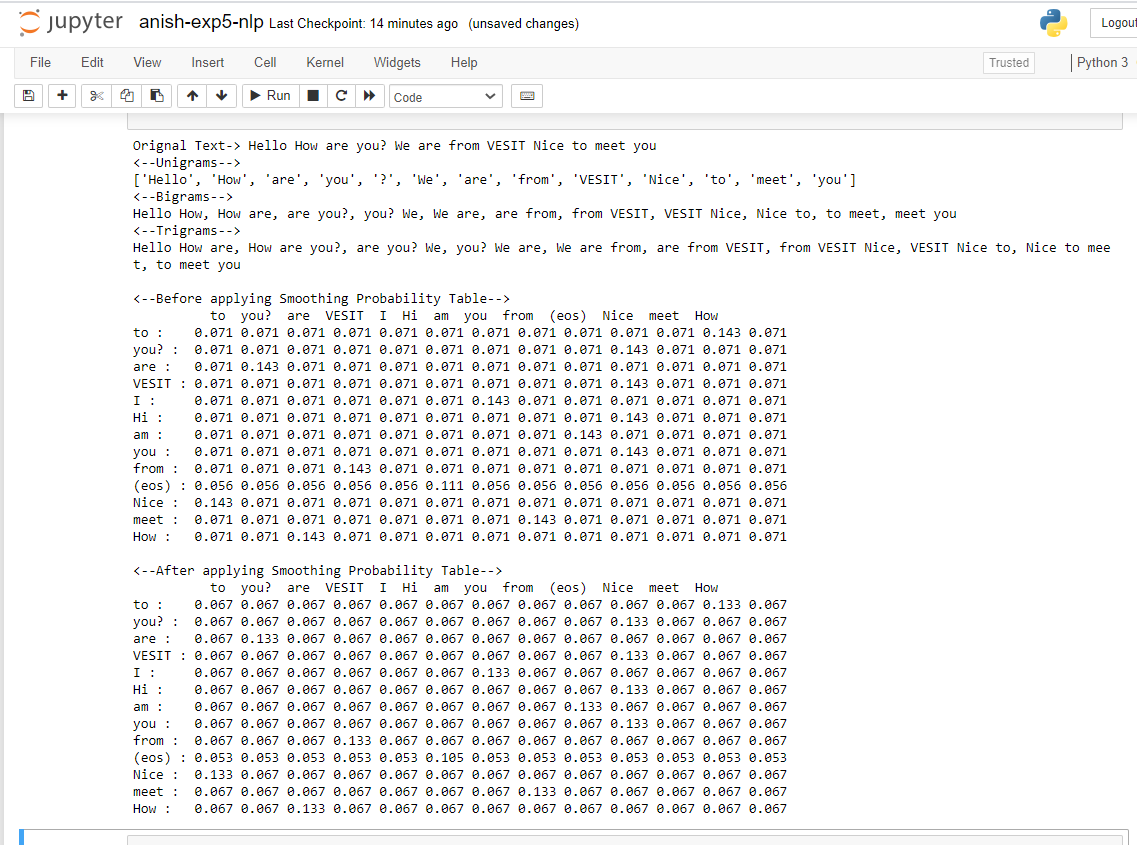 jupyter anish-exp5-nlp Last Checkpoint: 14 minutes ago (unsaved changes)
Logout
File Edit View Insert Cell Kernel Widgets Help Trusted Python 3
Run Code
Orignal Text-> Hello How are you? We are from VESIT Nice to meet you
<--Unigrams-->
['Hello', 'How', 'are', 'you', '?', 'We', 'are', 'from', 'VESIT', 'Nice', 'to', 'meet', 'you']
<--Bigrams-->
Hello How, How are, are you?, you? We, We are, are from, from VESIT, VESIT Nice, Nice to, to meet, meet you
<--Trigrams-->
Hello How are, How are you?, are you? We, you? We are, We are from, are from VESIT, from VESIT Nice, VESIT Nice to, Nice to mee
t, to meet you
<--Before applying Smoothing Probability Table-->
to you? are VESIT I Hi am you from (eos) Nice meet How
to : 0.071 0.071 0.071 0.071 0.071 0.071 0.071 0.071 0.071 0.071 0.071 0.143 0.071
you? : 0.071 0.071 0.071 0.071 0.071 0.071 0.071 0.071 0.071 0.143 0.071 0.071 0.071
are : 0.071 0.143 0.071 0.071 0.071 0.071 0.071 0.071 0.071 0.071 0.071 0.071 0.071
VESIT : 0.071 0.071 0.071 0.071 0.071 0.071 0.071 0.071 0.071 0.143 0.071 0.071 0.071
I : 0.071 0.071 0.071 0.071 0.071 0.071 0.143 0.071 0.071 0.071 0.071 0.071 0.071
Hi : 0.071 0.071 0.071 0.071 0.071 0.071 0.071 0.071 0.071 0.143 0.071 0.071 0.071
am : 0.071 0.071 0.071 0.071 0.071 0.071 0.071 0.071 0.143 0.071 0.071 0.071 0.071
you : 0.071 0.071 0.071 0.071 0.071 0.071 0.071 0.071 0.071 0.143 0.071 0.071 0.071
from : 0.071 0.071 0.071 0.143 0.071 0.071 0.071 0.071 0.071 0.071 0.071 0.071 0.071
(eos) : 0.056 0.056 0.056 0.056 0.056 0.111 0.056 0.056 0.056 0.056 0.056 0.056 0.056
Nice : 0.143 0.071 0.071 0.071 0.071 0.071 0.071 0.071 0.071 0.071 0.071 0.071 0.071
meet : 0.071 0.071 0.071 0.071 0.071 0.071 0.071 0.143 0.071 0.071 0.071 0.071 0.071
How : 0.071 0.071 0.143 0.071 0.071 0.071 0.071 0.071 0.071 0.071 0.071 0.071 0.071
<--After applying Smoothing Probability Table-->
to you? are VESIT I Hi am you from (eos) Nice meet How
to : 0.067 0.067 0.067 0.067 0.067 0.067 0.067 0.067 0.067 0.067 0.067 0.133 0.067
you? : 0.067 0.067 0.067 0.067 0.067 0.067 0.067 0.067 0.067 0.133 0.067 0.067 0.067
are : 0.067 0.133 0.067 0.067 0.067 0.067 0.067 0.067 0.067 0.067 0.067 0.067 0.067
VESIT : 0.067 0.067 0.067 0.067 0.067 0.067 0.067 0.067 0.067 0.133 0.067 0.067 0.067
I : 0.067 0.067 0.067 0.067 0.067 0.067 0.133 0.067 0.067 0.067 0.067 0.067 0.067
Hi : 0.067 0.067 0.067 0.067 0.067 0.067 0.067 0.067 0.067 0.133 0.067 0.067 0.067
am : 0.067 0.067 0.067 0.067 0.067 0.067 0.067 0.067 0.133 0.067 0.067 0.067 0.067
you : 0.067 0.067 0.067 0.067 0.067 0.067 0.067 0.067 0.067 0.133 0.067 0.067 0.067
from : 0.067 0.067 0.067 0.133 0.067 0.067 0.067 0.067 0.067 0.067 0.067 0.067 0.067
(eos) : 0.053 0.053 0.053 0.053 0.053 0.105 0.053 0.053 0.053 0.053 0.053 0.053 0.053
Nice : 0.133 0.067 0.067 0.067 0.067 0.067 0.067 0.067 0.067 0.067 0.067 0.067 0.067
meet : 0.067 0.067 0.067 0.067 0.067 0.067 0.067 0.133 0.067 0.067 0.067 0.067 0.067
How : 0.067 0.067 0.133 0.067 0.067 0.067 0.067 0.067 0.067 0.067 0.067 0.067 0.067